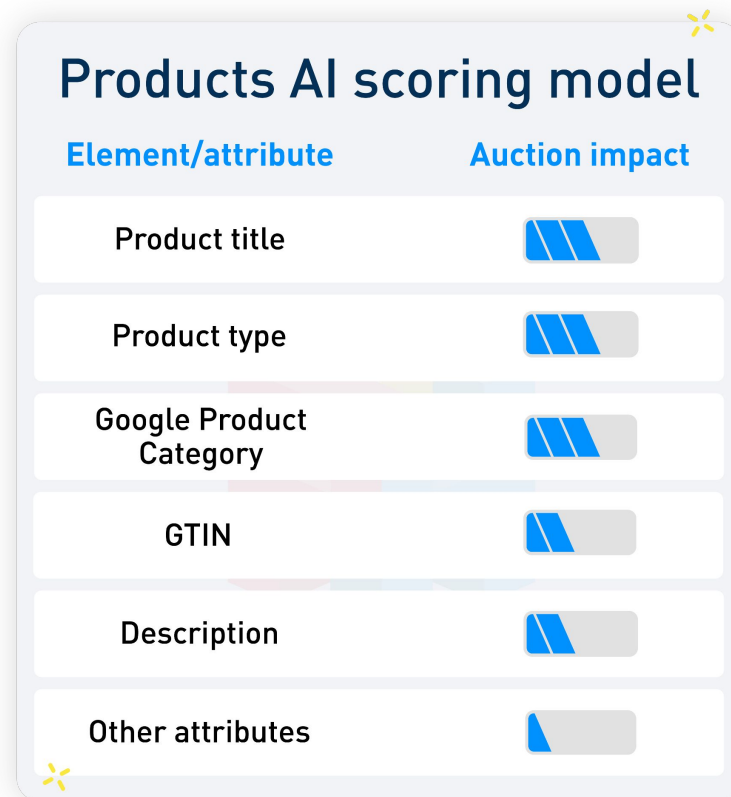 Products AI scoring model
Element/attribute Auction impact
Product title
Product type
Google Product
Category
GTIN
Description
Other attributes